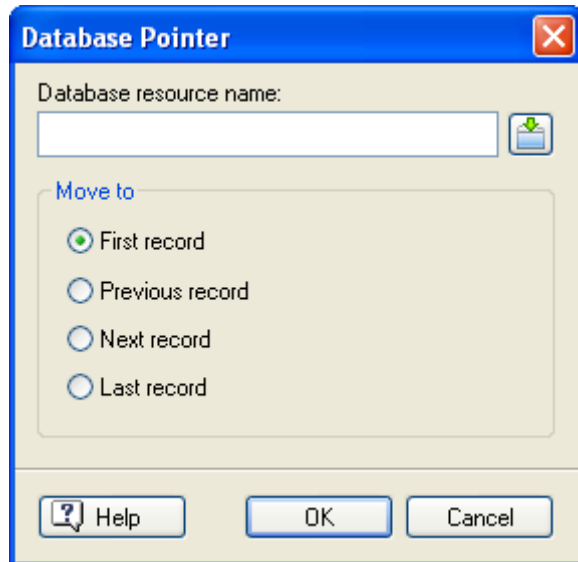 Database Pointer
Database resource name:
Move to
First record
Previous record
Next record
Last record
Help OK Cancel